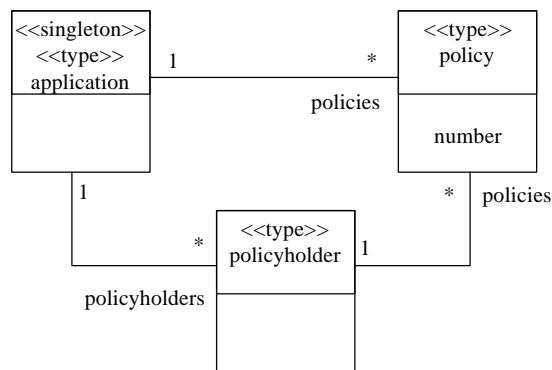 <<singleton>>
<<type>>
application
1
*
policies
<<type>>
policy
number
1
*
policies
*
policyholders
<<type>>
policyholder
1